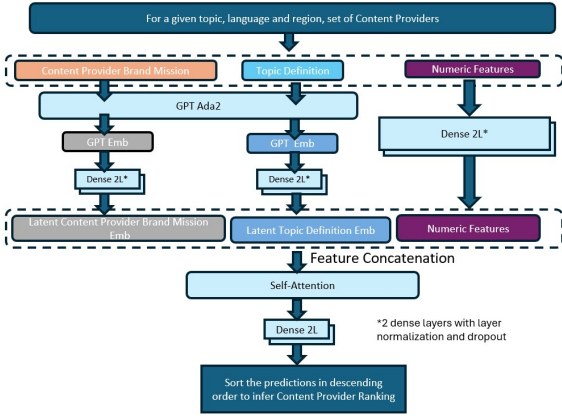 For a given topic, language and region, set of Content Providers
Content Provider Brand Mission
Topic Definition
Numeric Features
GPT Ada2
GPT Emb
GPT Emb
Dense 2L*
Dense 2L*
Dense 2L*
Latent Content Provider Brand Mission
Emb
Latent Topic Definition Emb
Numeric Features
Feature Concatenation
Self-Attention
Dense 2L
*2 dense layers with layer
normalization and dropout
Sort the predictions in descending
order to infer Content Provider Ranking